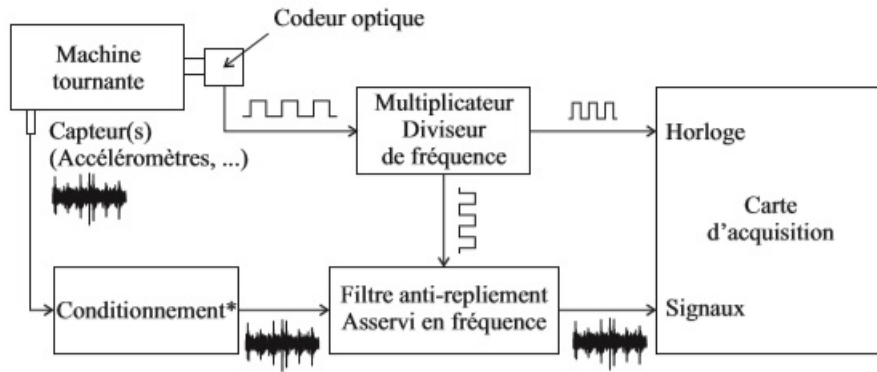 Codeur optique
Machine
tournante
Capteur(s)
(Accéléromètres, ...)
Multiplicateur
Diviseur
de fréquence
Horloge
Carte
d'acquisition
Conditionnement*
Filtre anti-repliement
Asservi en fréquence
Signaux